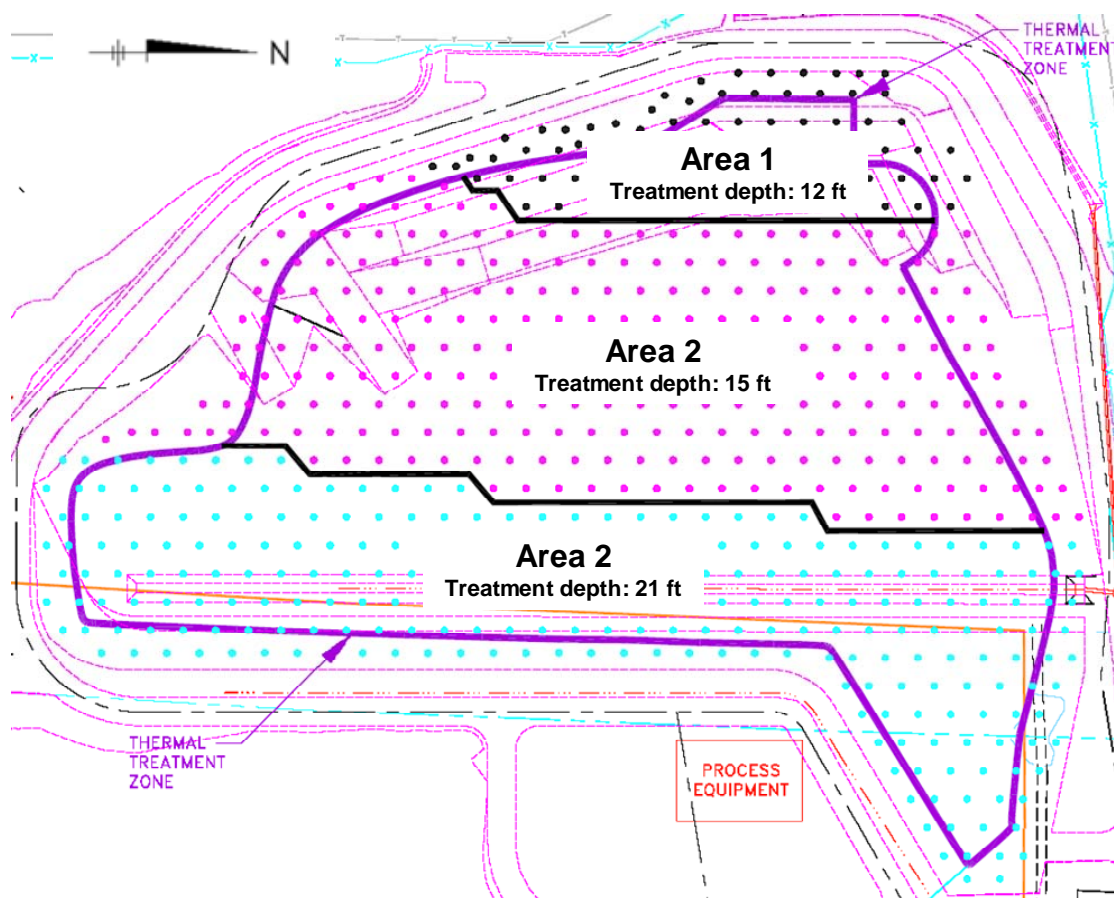 N
THERMAL
TREATMENT
ZONE
Area 1
Treatment depth: 12 ft
Area 2
Treatment depth: 15 ft
Area 2
Treatment depth: 21 ft
THERMAL
TREATMENT
ZONE
PROCESS
EQUIPMENT